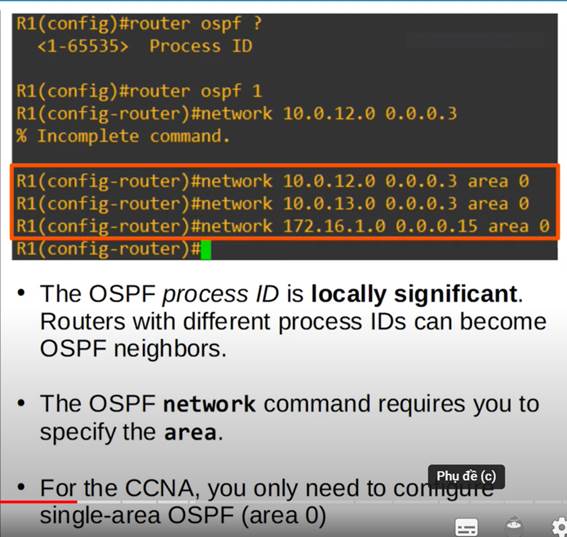 R1(config)#router ospf ?
<1-65535> Process ID
R1(config)#router ospf 1
R1(config-router)#network 10.0.12.0 0.0.0.3
% Incomplete command.
R1(config-router)#network 10.0.12.0 0.0.0.3 area 0
R1(config-router)#network 10.0.13.0 0.0.0.3 area 0
R1(config-router)#network 172.16.1.0 0.0.0.15 area 0
R1(config-router)#
• The OSPF process ID is locally significant.
Routers with different process IDs can become
OSPF neighbors.
• The OSPF network command requires you to
specify the area.
Phụ đề (c)
• For the CCNA, you only need to configure
single-area OSPF (area 0)